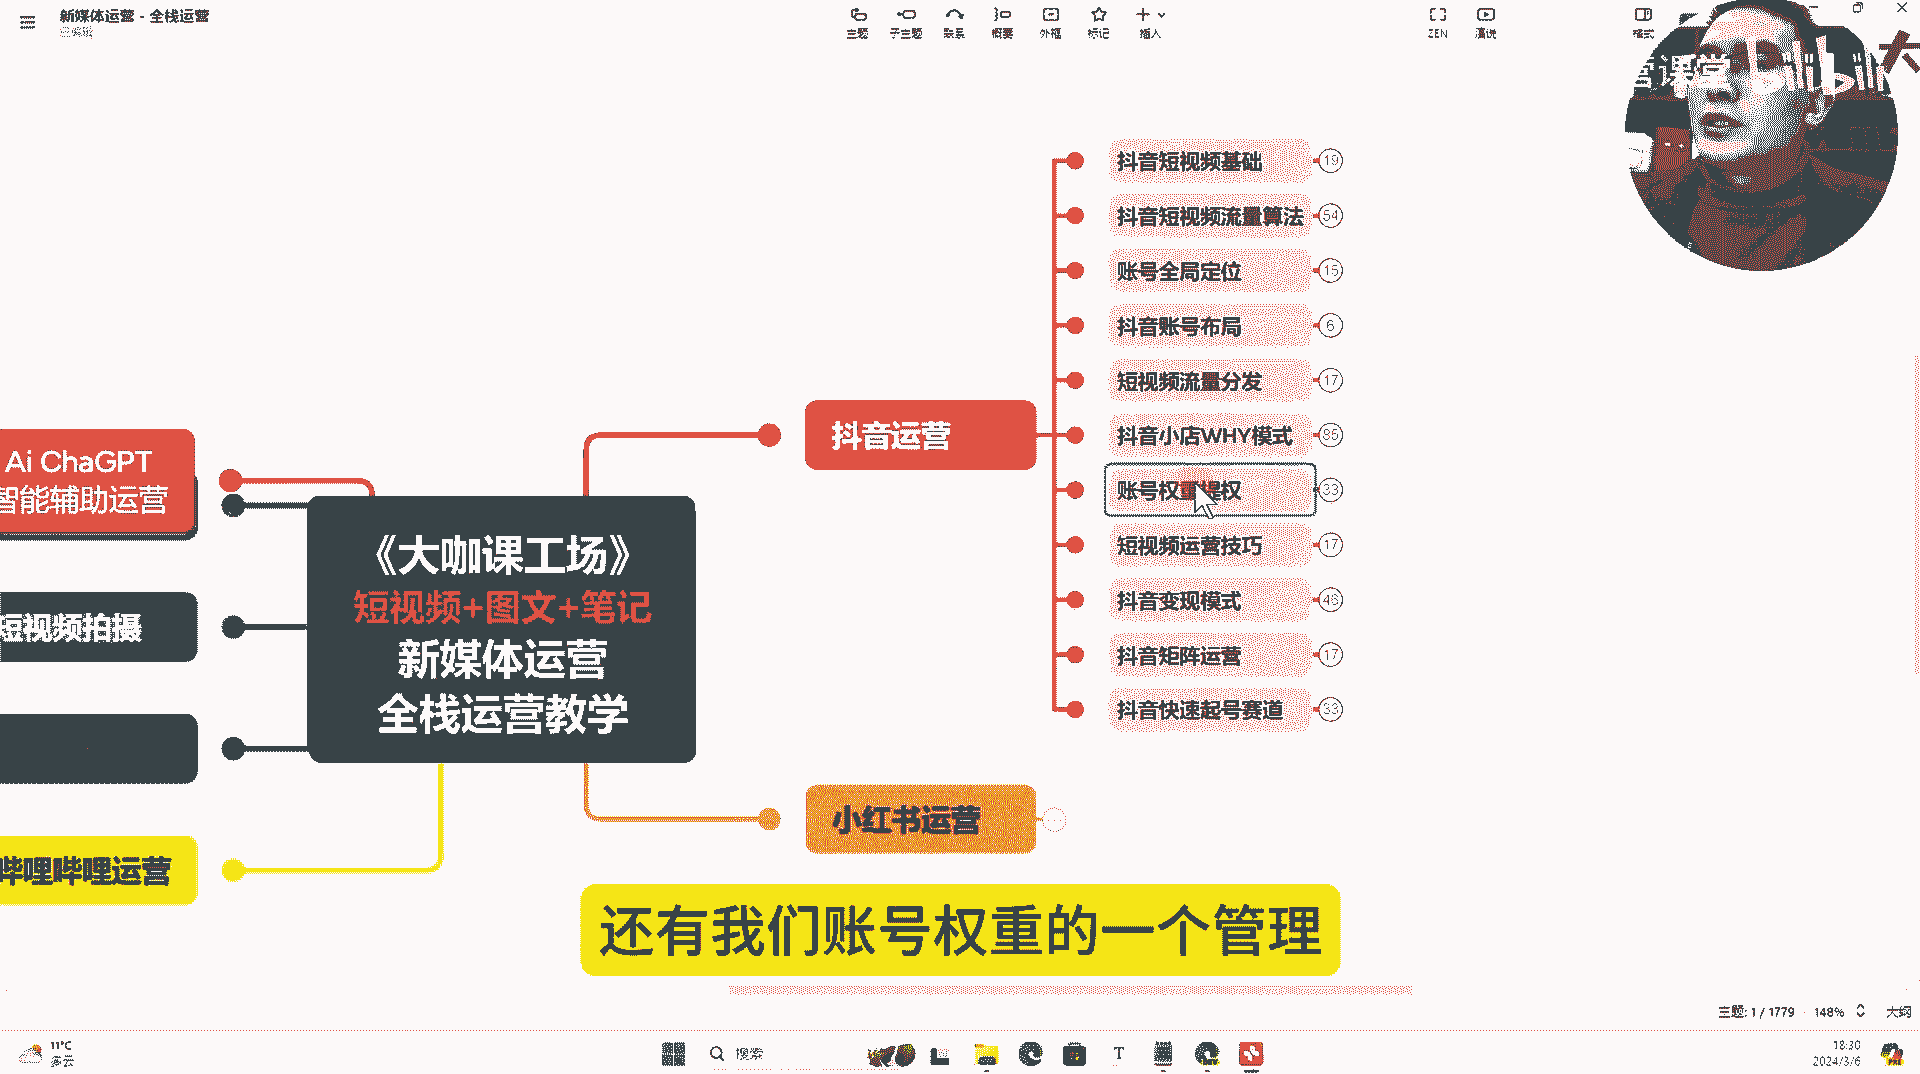 新媒体运营 - 全栈运营
已编辑
主题
子主题
联系
概要
外框
标记
插入
ZEN
演说
格式
课堂
大
抖音短视频基础 19
抖音短视频流量算法 54
账号全局定位 15
抖音账号布局 6
短视频流量分发 17
抖音小店WHY模式 85
账号权重提权 33
短视频运营技巧 17
抖音变现模式 46
抖音矩阵运营 17
抖音快速起号赛道 33
抖音运营
小红书运营
Ai ChaGPT
智能辅助运营
短视频拍摄
哔哩哔哩运营
《大咖课工场》
短视频+图文+笔记
新媒体运营
全栈运营教学
还有我们账号权重的一个管理
主题: 1 / 1779
148%
大纲
11°C
多云
搜索
18:30
2024/3/6